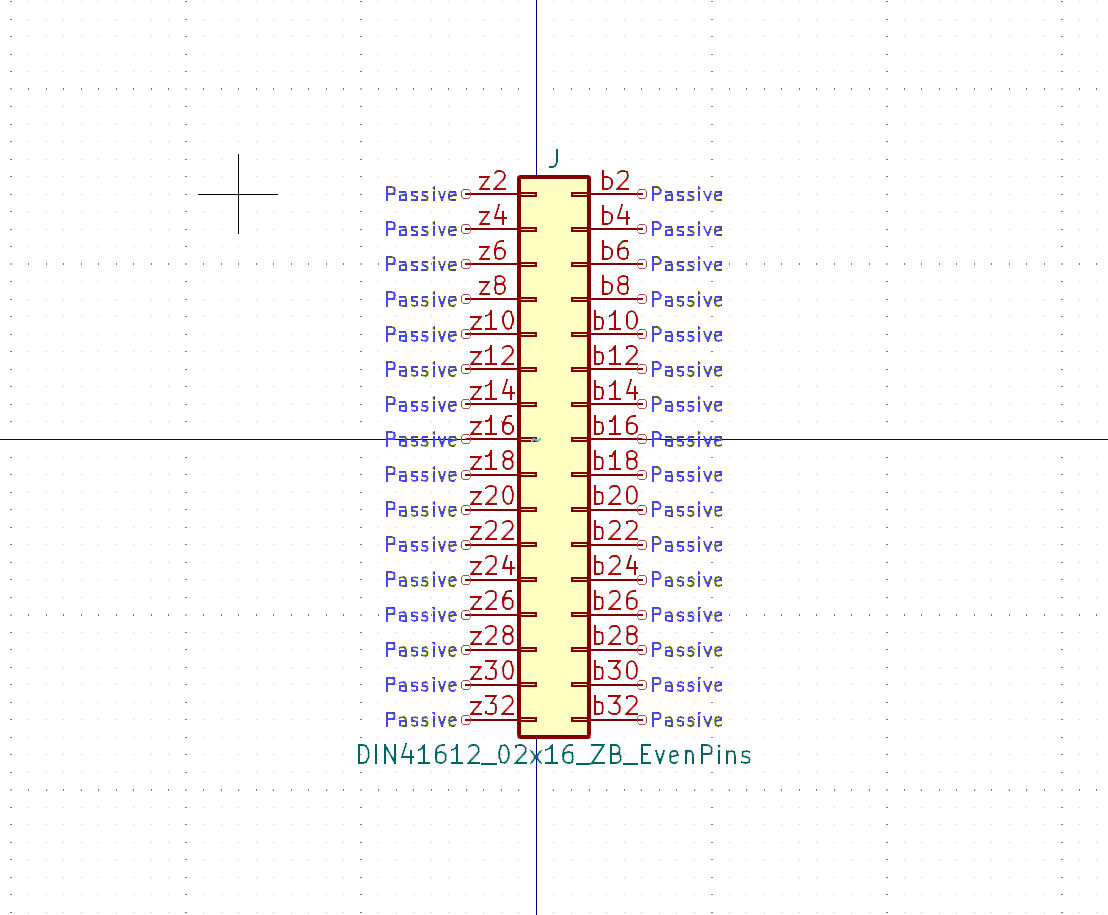 J
Passive z2 b2 Passive
Passive z4 b4 Passive
Passive z6 b6 Passive
Passive z8 b8 Passive
Passive z10 b10 Passive
Passive z12 b12 Passive
Passive z14 b14 Passive
Passive z16 b16 Passive
Passive z18 b18 Passive
Passive z20 b20 Passive
Passive z22 b22 Passive
Passive z24 b24 Passive
Passive z26 b26 Passive
Passive z28 b28 Passive
Passive z30 b30 Passive
Passive z32 b32 Passive
DIN41612_02x16_ZB_EvenPins